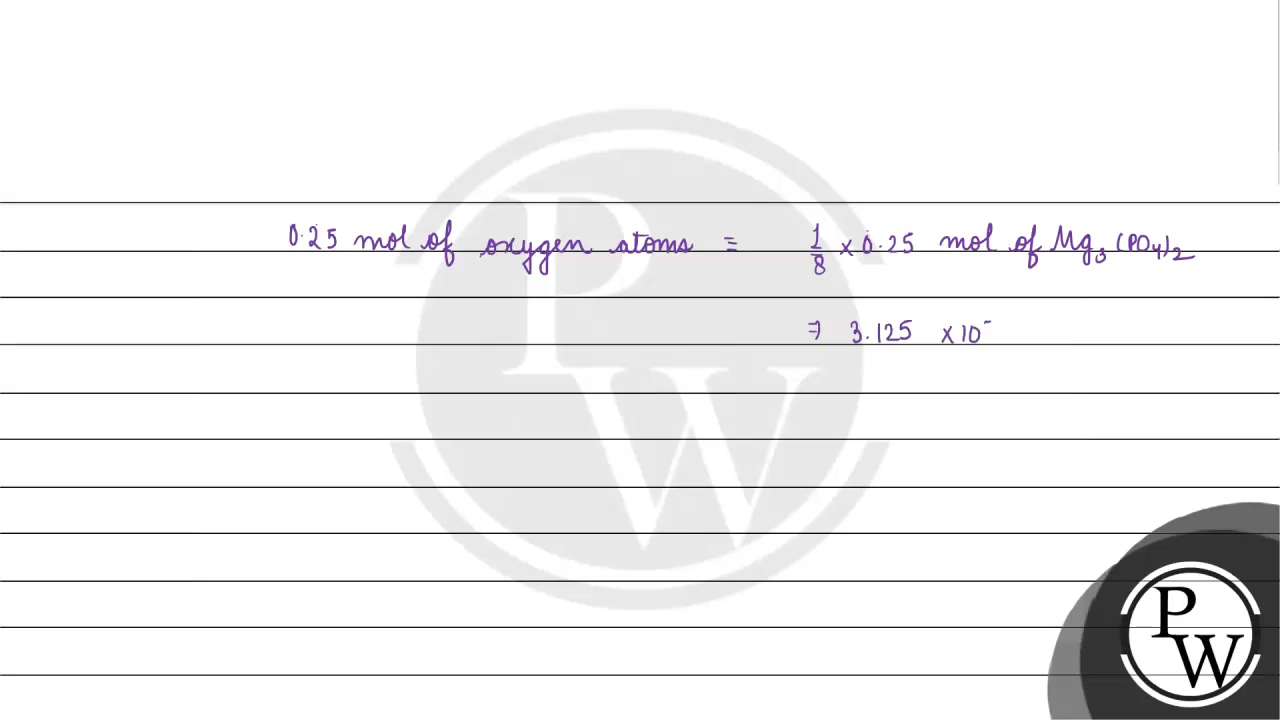 0.25 mol of oxygen atoms = 1/8 × 0.25 mol of Mg₃(PO₄)₂
⇒ 3.125 ×10⁻
P
W
P
W